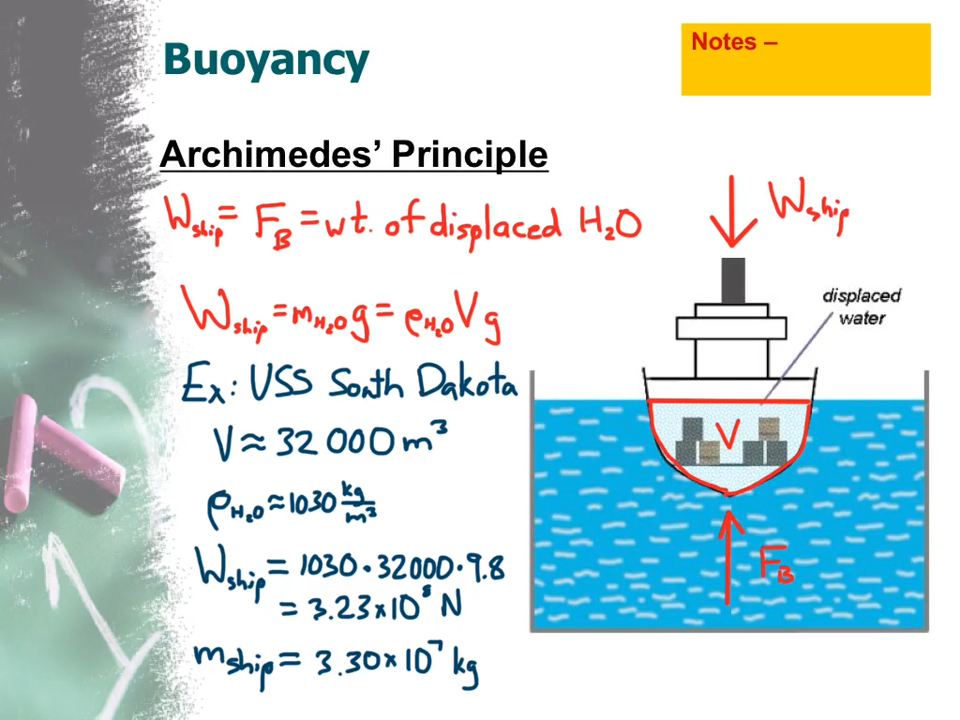 Buoyancy
Notes –
Archimedes' Principle
W_ship = F_B = wt. of displaced H₂O
W_ship
W_ship = m_H₂O g = ρ_H₂O V g
displaced
water
Ex: USS South Dakota
V ≈ 32 000 m³
V
ρ_H₂O ≈ 1030 kg/m³
W_ship = 1030 · 32000 · 9.8
= 3.23 × 10⁸ N
F_B
m_ship = 3.30 × 10⁷ kg